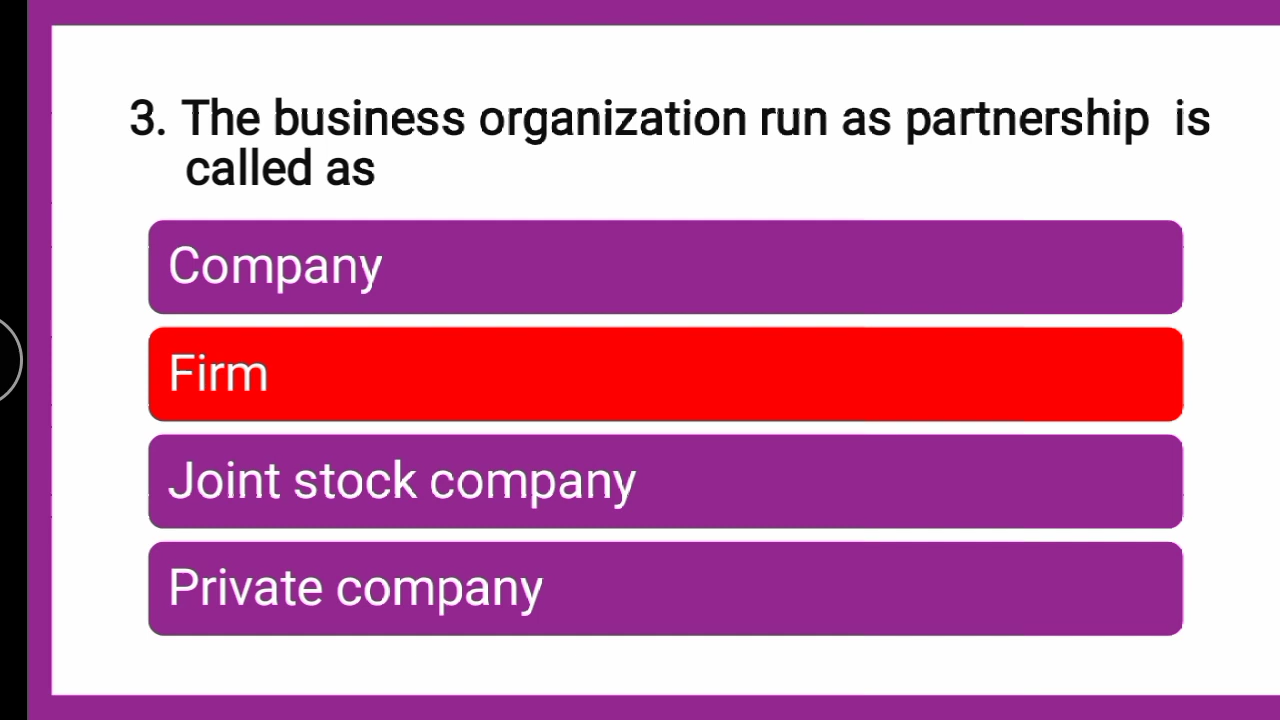 3. The business organization run as partnership is
called as
Company
Firm
Joint stock company
Private company